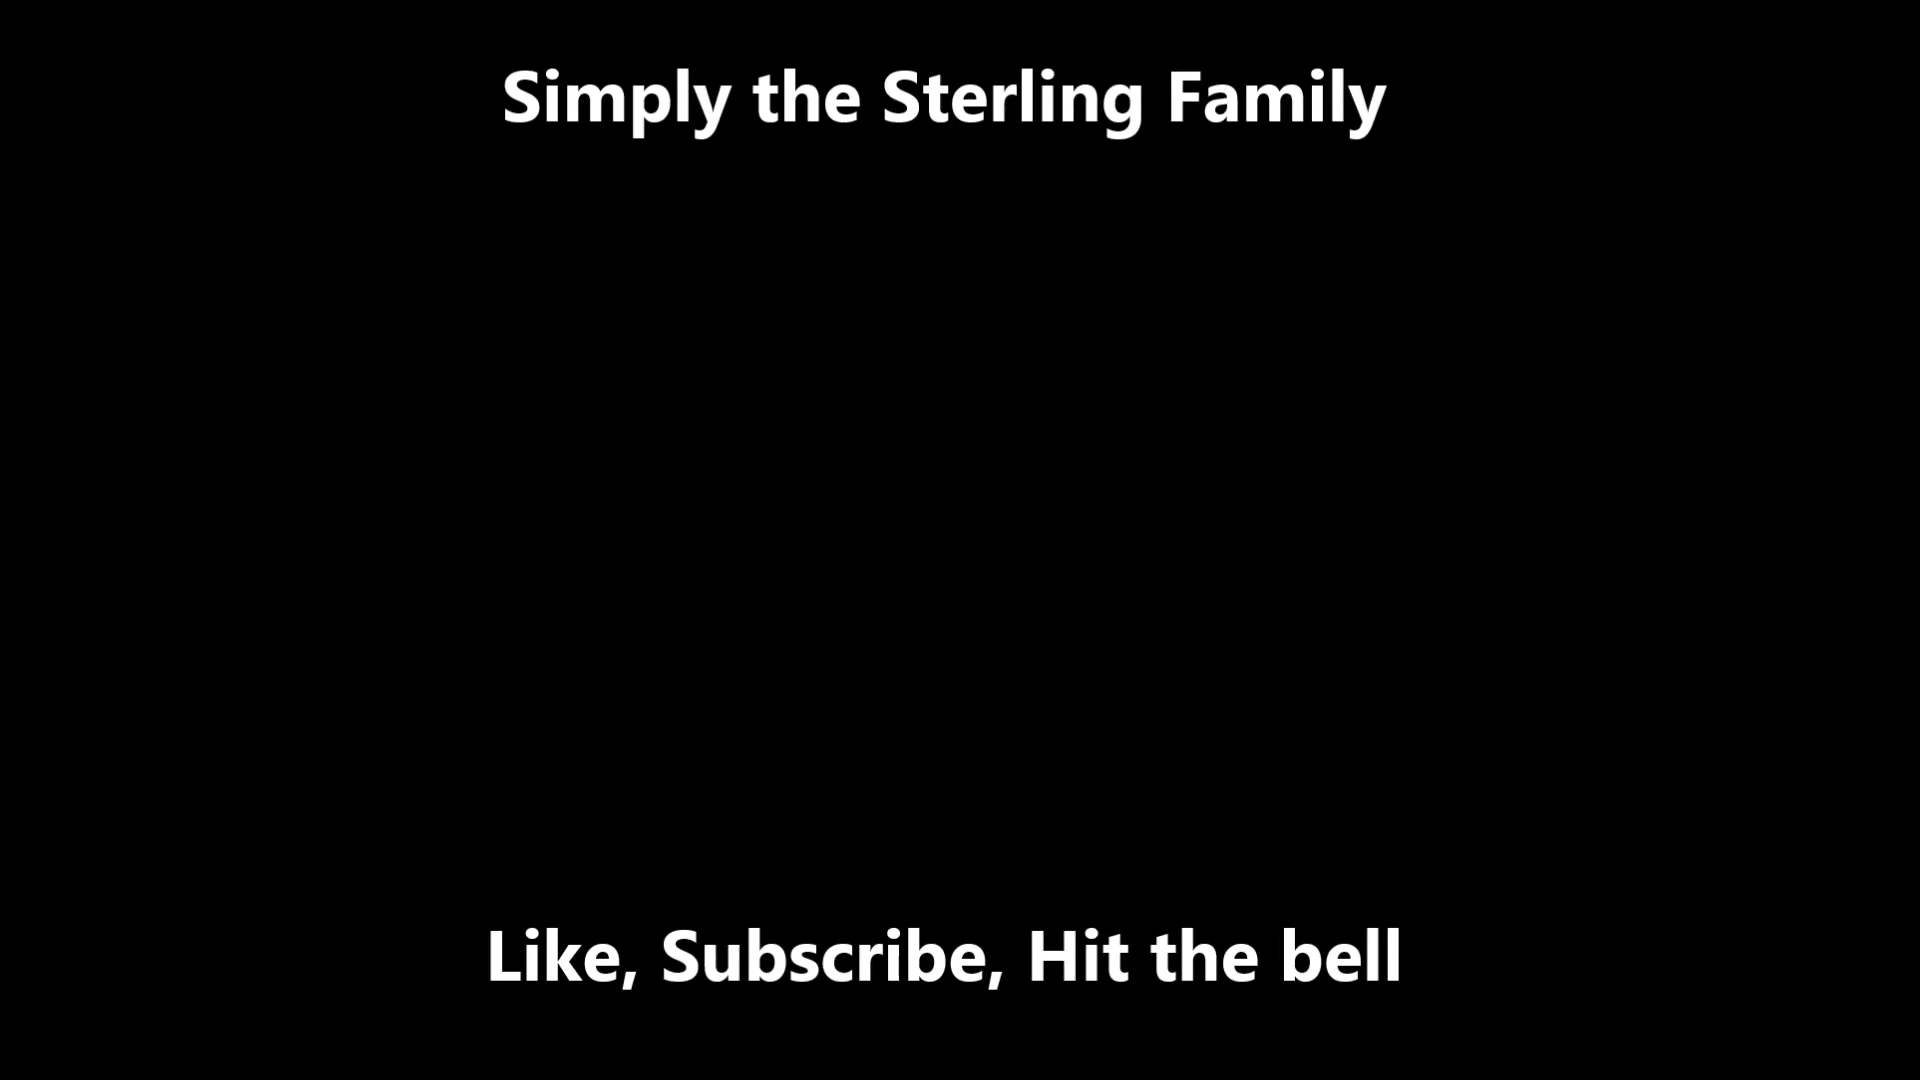 Simply the Sterling Family
Like, Subscribe, Hit the bell